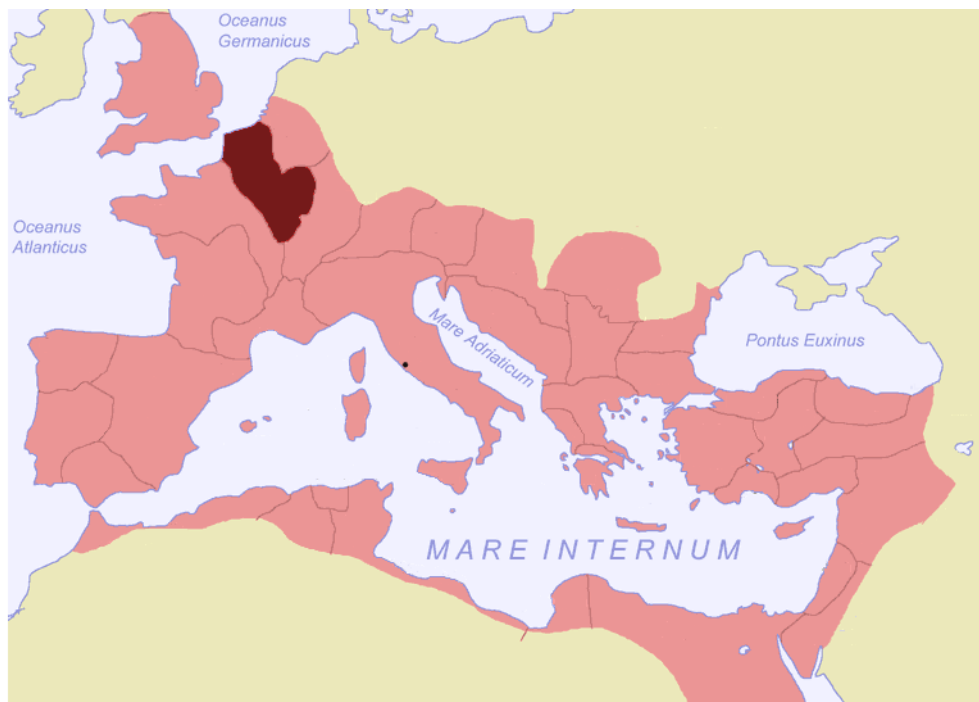 Oceanus
Germanicus
Oceanus
Atlanticus
Mare Adriaticum
Pontus Euxinus
MARE INTERNUM